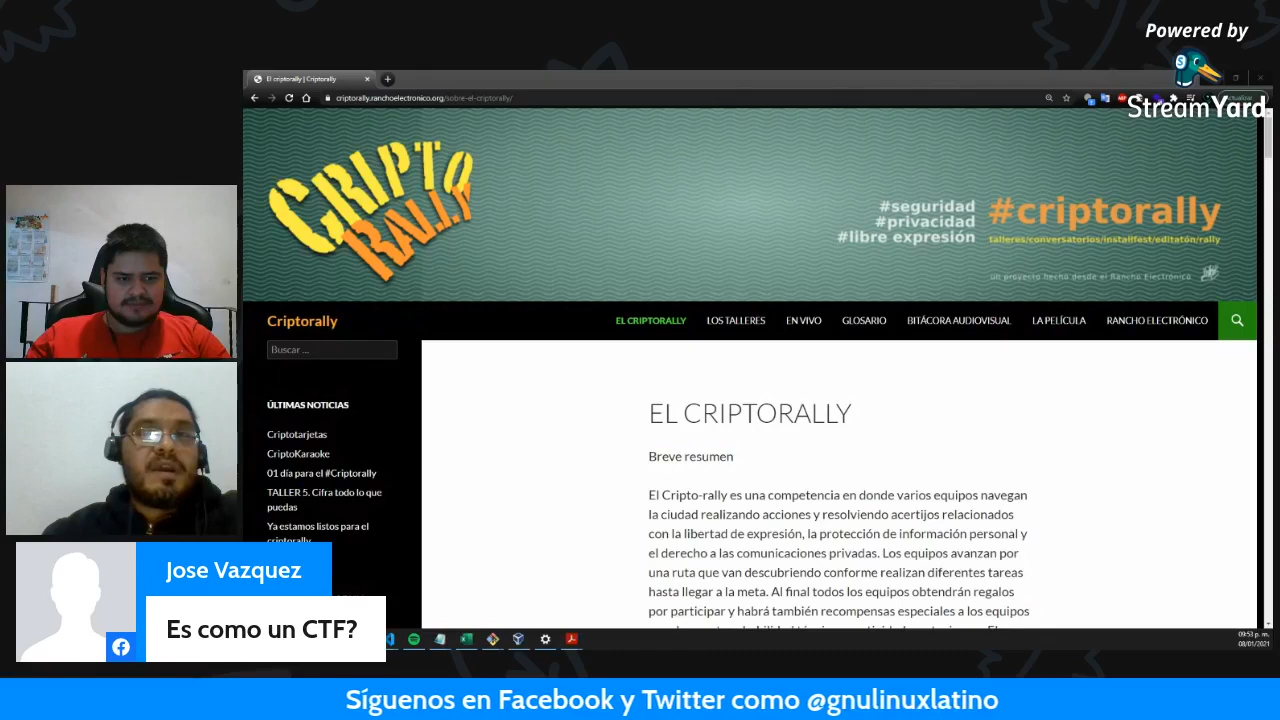 Powered by
StreamYard
El criptorally | Criptorally
criptorally.ranchoelectronico.org/sobre-el-criptorally/
CRIPTO
RALLY
#seguridad
#privacidad
#libre expresión
#criptorally
talleres/conversatorios/installfest/editatón/rally
un proyecto hecho desde el Rancho Electrónico
Criptorally
EL CRIPTORALLY
LOS TALLERES
EN VIVO
GLOSARIO
BITÁCORA AUDIOVISUAL
LA PELÍCULA
RANCHO ELECTRÓNICO
Buscar ...
ÚLTIMAS NOTICIAS
Criptotarjetas
CriptoKaraoke
01 día para el #Criptorally
TALLER 5. Cifra todo lo que
puedas
Ya estamos listos para el
criptorally
EL CRIPTORALLY
Breve resumen
El Cripto-rally es una competencia en donde varios equipos navegan
la ciudad realizando acciones y resolviendo acertijos relacionados
con la libertad de expresión, la protección de información personal y
el derecho a las comunicaciones privadas. Los equipos avanzan por
una ruta que van descubriendo conforme realizan diferentes tareas
hasta llegar a la meta. Al final todos los equipos obtendrán regalos
por participar y habrá también recompensas especiales a los equipos
Jose Vazquez
Es como un CTF?
09:53 p. m.
08/01/2021
Síguenos en Facebook y Twitter como @gnulinuxlatino